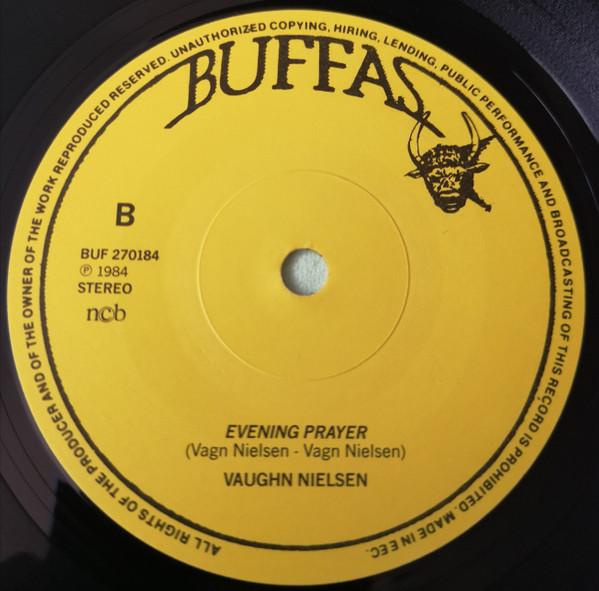 ALL RIGHTS OF THE PRODUCER AND OF THE OWNER OF THE WORK REPRODUCED RESERVED. UNAUTHORIZED COPYING, HIRING, LENDING, PUBLIC PERFORMANCE AND BROADCASTING OF THIS RECORD IS PROHIBITED. MADE IN EEC.
BUFFAS
B
BUF 270184
℗ 1984
STEREO
ncb
EVENING PRAYER
(Vagn Nielsen - Vagn Nielsen)
VAUGHN NIELSEN